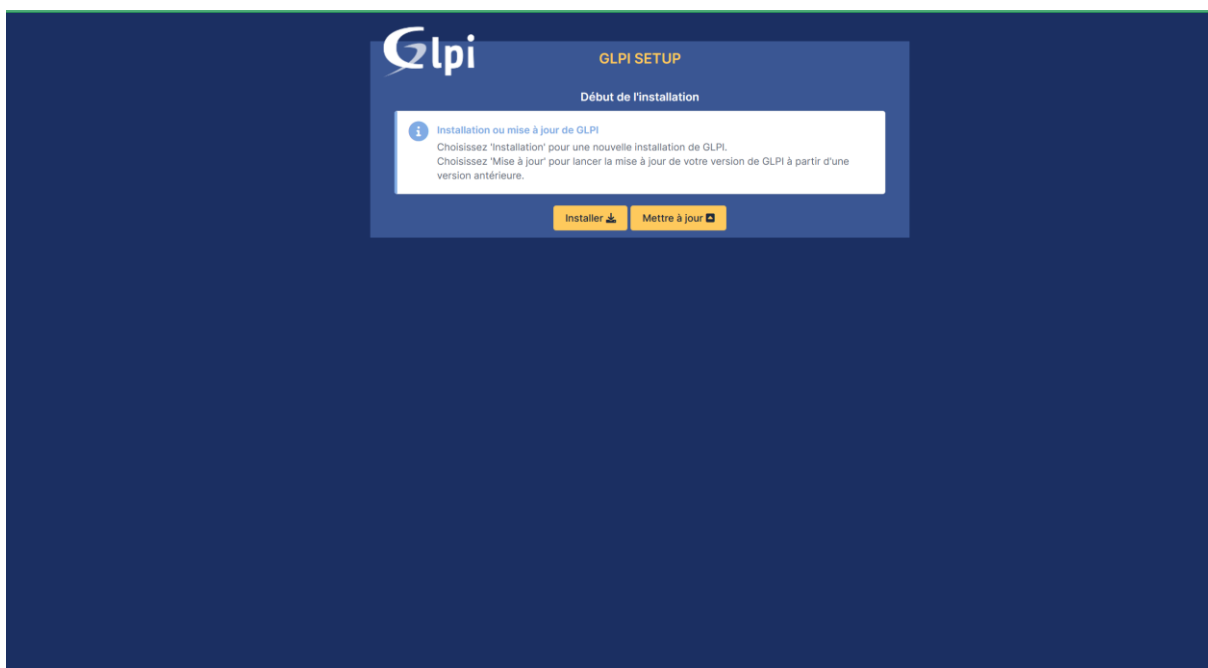 Glpi
GLPI SETUP
Début de l'installation
Installation ou mise à jour de GLPI
Choisissez 'Installation' pour une nouvelle installation de GLPI.
Choisissez 'Mise à jour' pour lancer la mise à jour de votre version de GLPI à partir d'une
version antérieure.
Installer
Mettre à jour